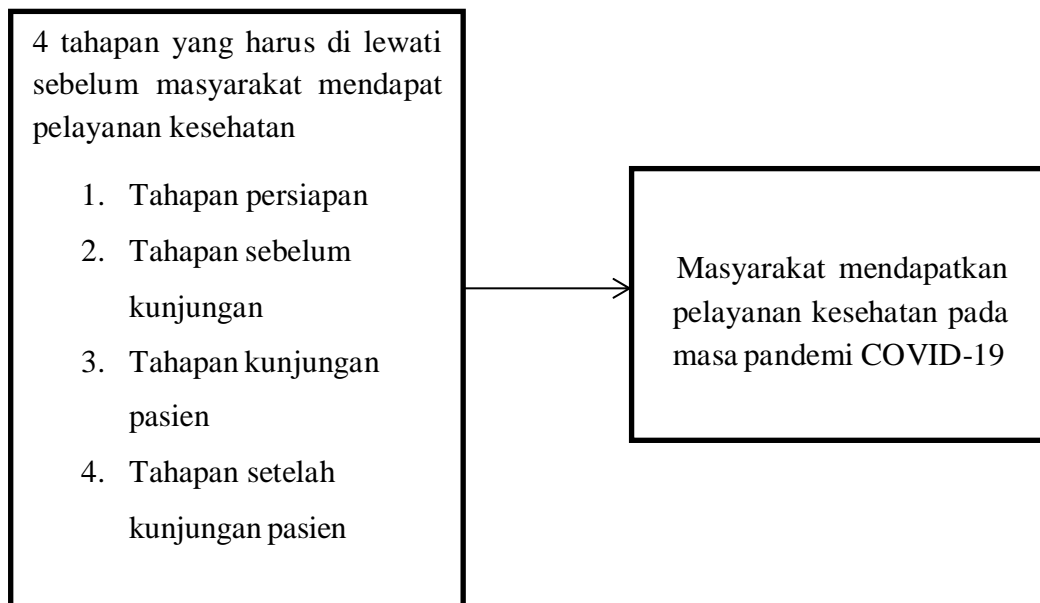 4 tahapan yang harus di lewati
sebelum masyarakat mendapat
pelayanan kesehatan
1. Tahapan persiapan
2. Tahapan sebelum
kunjungan
3. Tahapan kunjungan
pasien
4. Tahapan setelah
kunjungan pasien
Masyarakat mendapatkan
pelayanan kesehatan pada
masa pandemi COVID-19